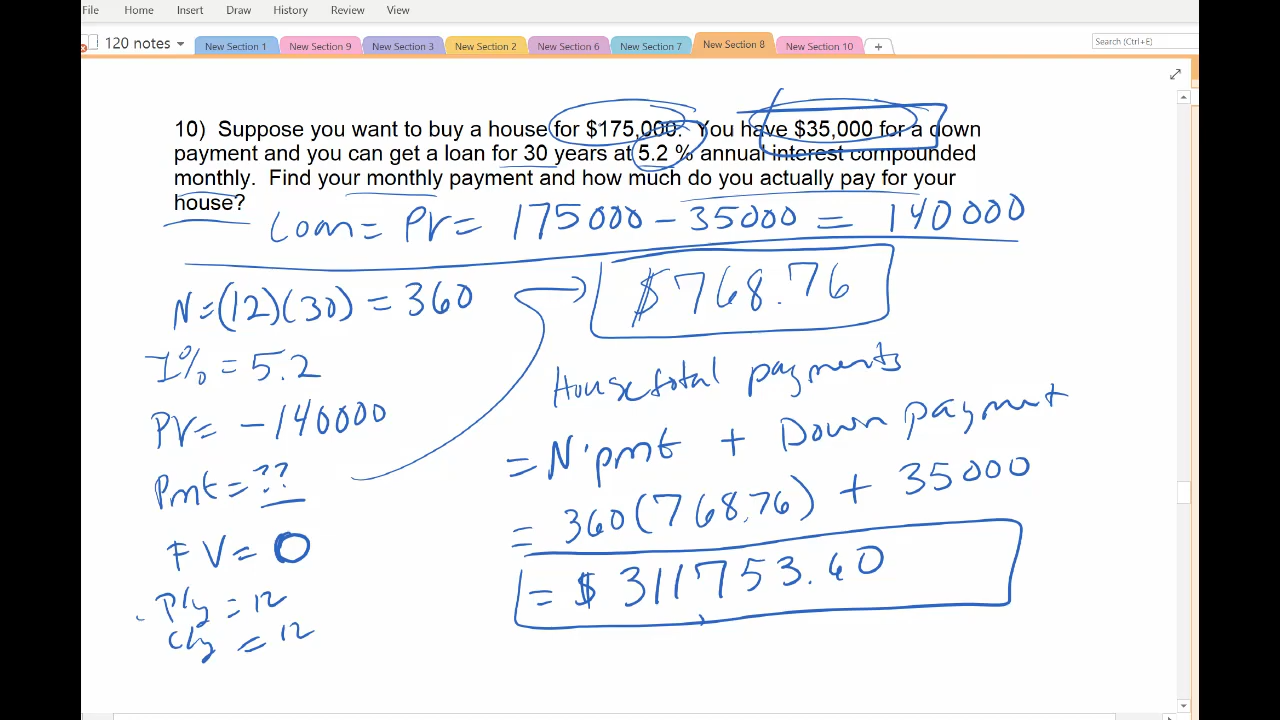 File Home Insert Draw History Review View
120 notes New Section 1 New Section 9 New Section 3 New Section 2 New Section 6 New Section 7 New Section 8 New Section 10 + Search (Ctrl+E)
10) Suppose you want to buy a house for $175,000. You have $35,000 for a down
payment and you can get a loan for 30 years at 5.2 % annual interest compounded
monthly. Find your monthly payment and how much do you actually pay for your
house?
Loan = PV = 175000 - 35000 = 140000
N = (12)(30) = 360
I% = 5.2
PV = -140000
Pmt = ??
FV = 0
P/y = 12
C/y = 12
$768.76
House total payments
= N·pmt + Down payment
= 360(768.76) + 35000
= $ 311,753.60